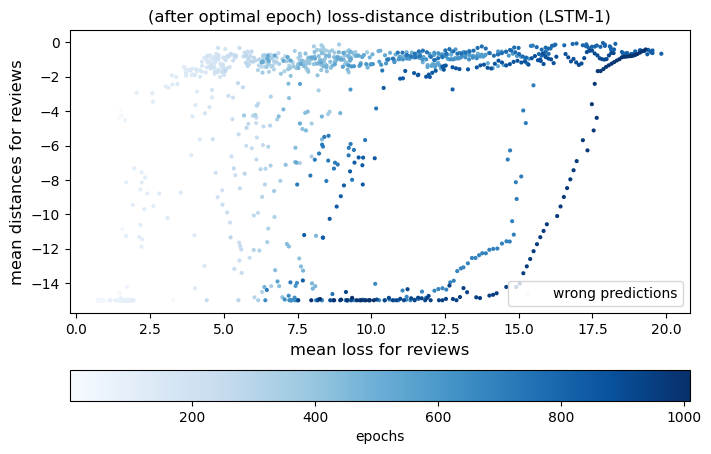 (after optimal epoch) loss-distance distribution (LSTM-1)
mean distances for reviews
0
−2
−4
−6
−8
−10
−12
−14
wrong predictions
0.0 2.5 5.0 7.5 10.0 12.5 15.0 17.5 20.0
mean loss for reviews
200 400 600 800 1000
epochs